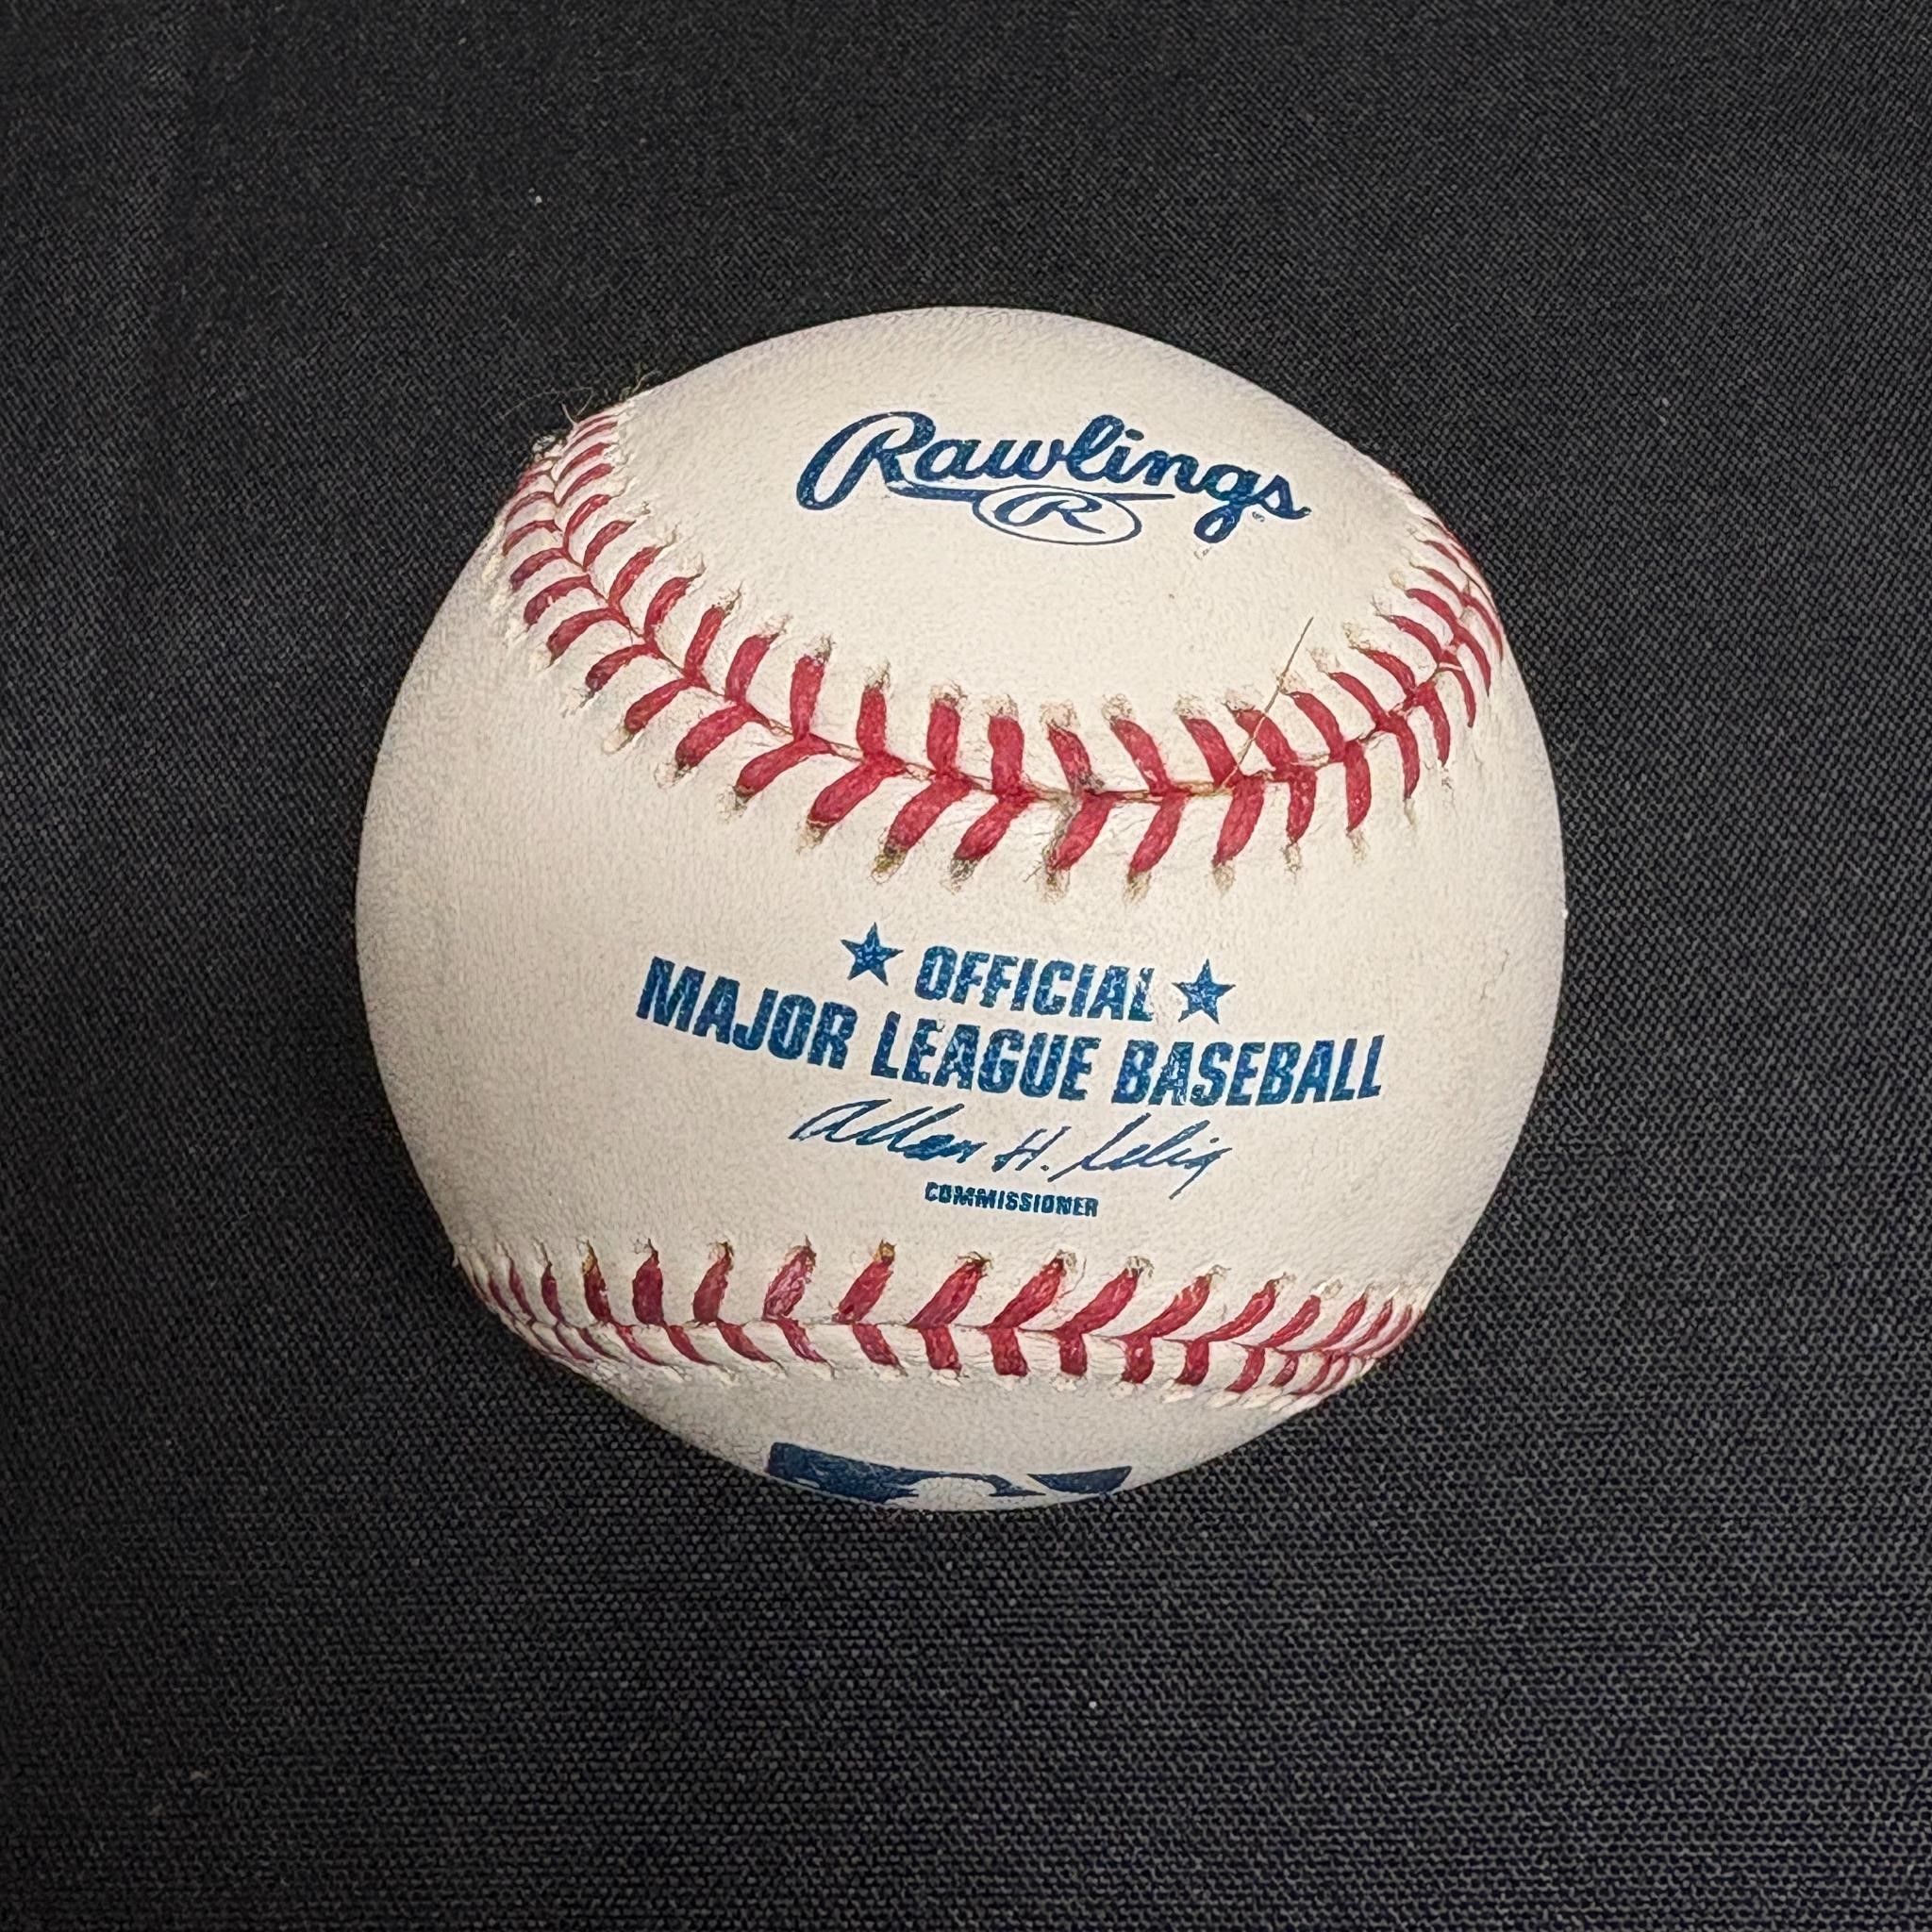 Rawlings
R
OFFICIAL
MAJOR LEAGUE BASEBALL
Allan H. Selig
COMMISSIONER